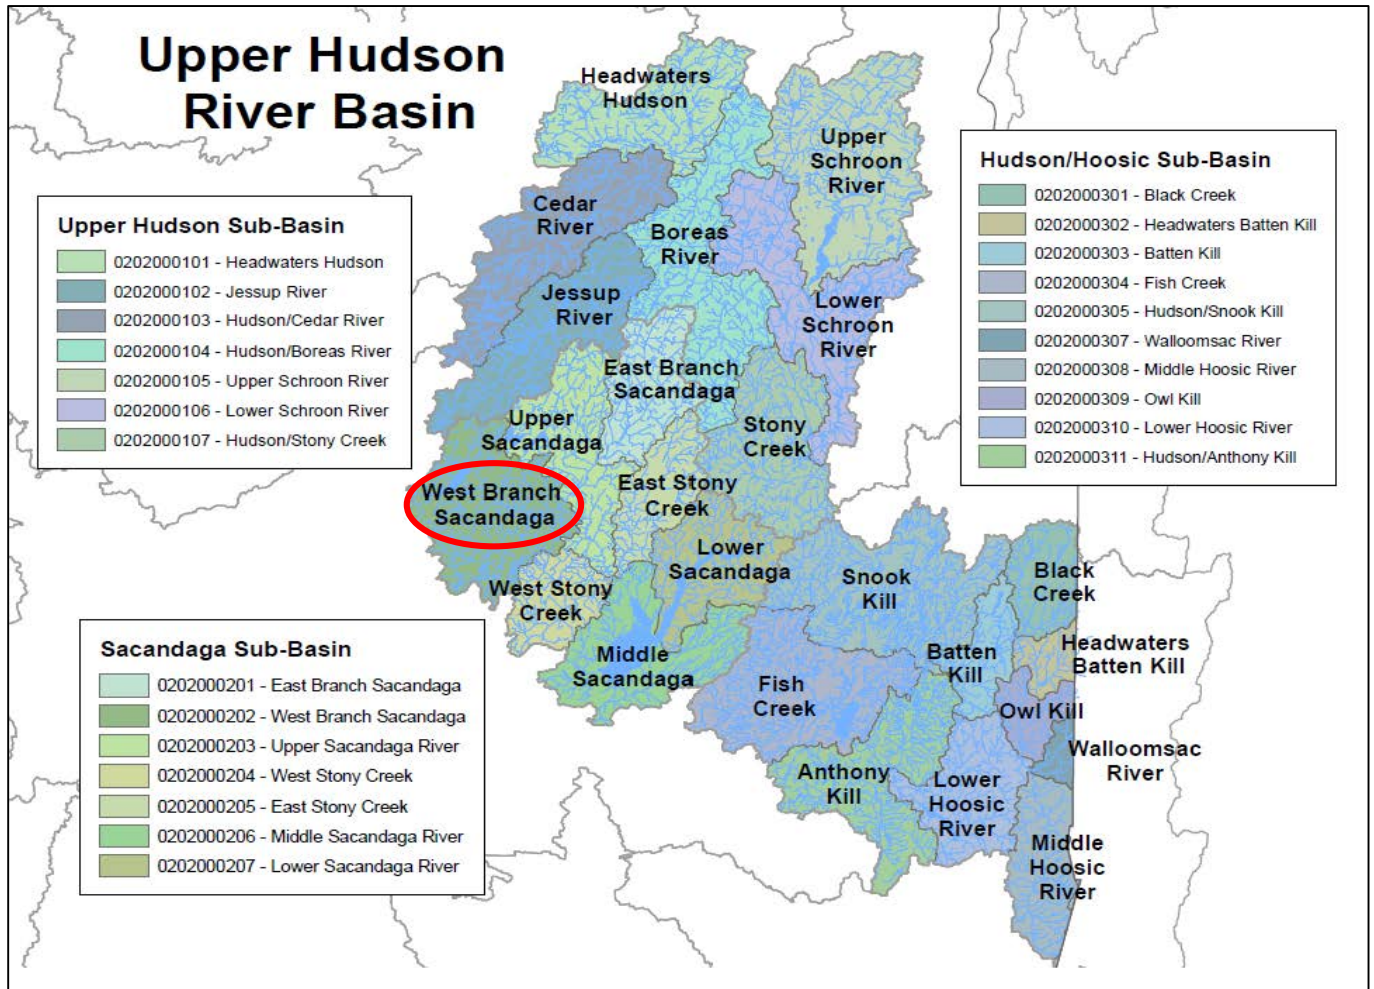 Upper Hudson
River Basin
Upper Hudson Sub-Basin
0202000101 - Headwaters Hudson
0202000102 - Jessup River
0202000103 - Hudson/Cedar River
0202000104 - Hudson/Boreas River
0202000105 - Upper Schroon River
0202000106 - Lower Schroon River
0202000107 - Hudson/Stony Creek
Sacandaga Sub-Basin
0202000201 - East Branch Sacandaga
0202000202 - West Branch Sacandaga
0202000203 - Upper Sacandaga River
0202000204 - West Stony Creek
0202000205 - East Stony Creek
0202000206 - Middle Sacandaga River
0202000207 - Lower Sacandaga River
Headwaters
Hudson
Upper
Schroon
River
Cedar
River
Boreas
River
Jessup
River
Lower
Schroon
River
East Branch
Sacandaga
Upper
Sacandaga
Stony
Creek
West Branch
Sacandaga
East Stony
Creek
Lower
Sacandaga
West Stony
Creek
Snook
Kill
Black
Creek
Middle
Sacandaga
Batten
Kill
Headwaters
Batten Kill
Fish
Creek
Owl Kill
Walloomsac
River
Anthony
Kill
Lower
Hoosic
River
Middle
Hoosic
River
Hudson/Hoosic Sub-Basin
0202000301 - Black Creek
0202000302 - Headwaters Batten Kill
0202000303 - Batten Kill
0202000304 - Fish Creek
0202000305 - Hudson/Snook Kill
0202000307 - Walloomsac River
0202000308 - Middle Hoosic River
0202000309 - Owl Kill
0202000310 - Lower Hoosic River
0202000311 - Hudson/Anthony Kill